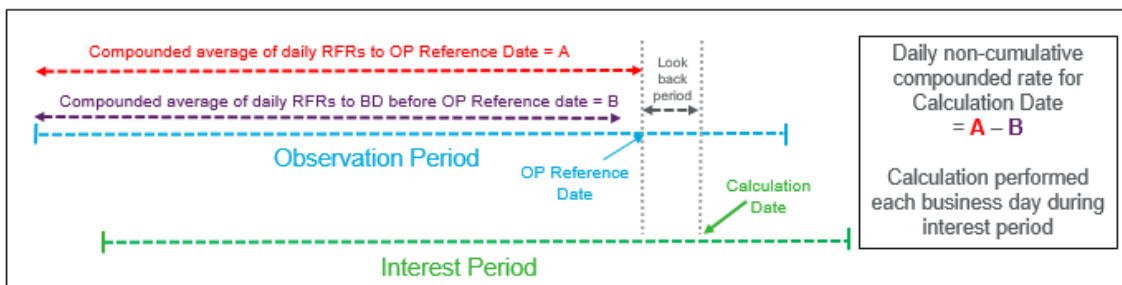 Compounded average of daily RFRs to OP Reference Date = A
Look
back
period
Compounded average of daily RFRs to BD before OP Reference date = B
Observation Period
OP Reference
Date
Calculation
Date
Interest Period
Daily non-cumulative
compounded rate for
Calculation Date
= A – B
Calculation performed
each business day during
interest period